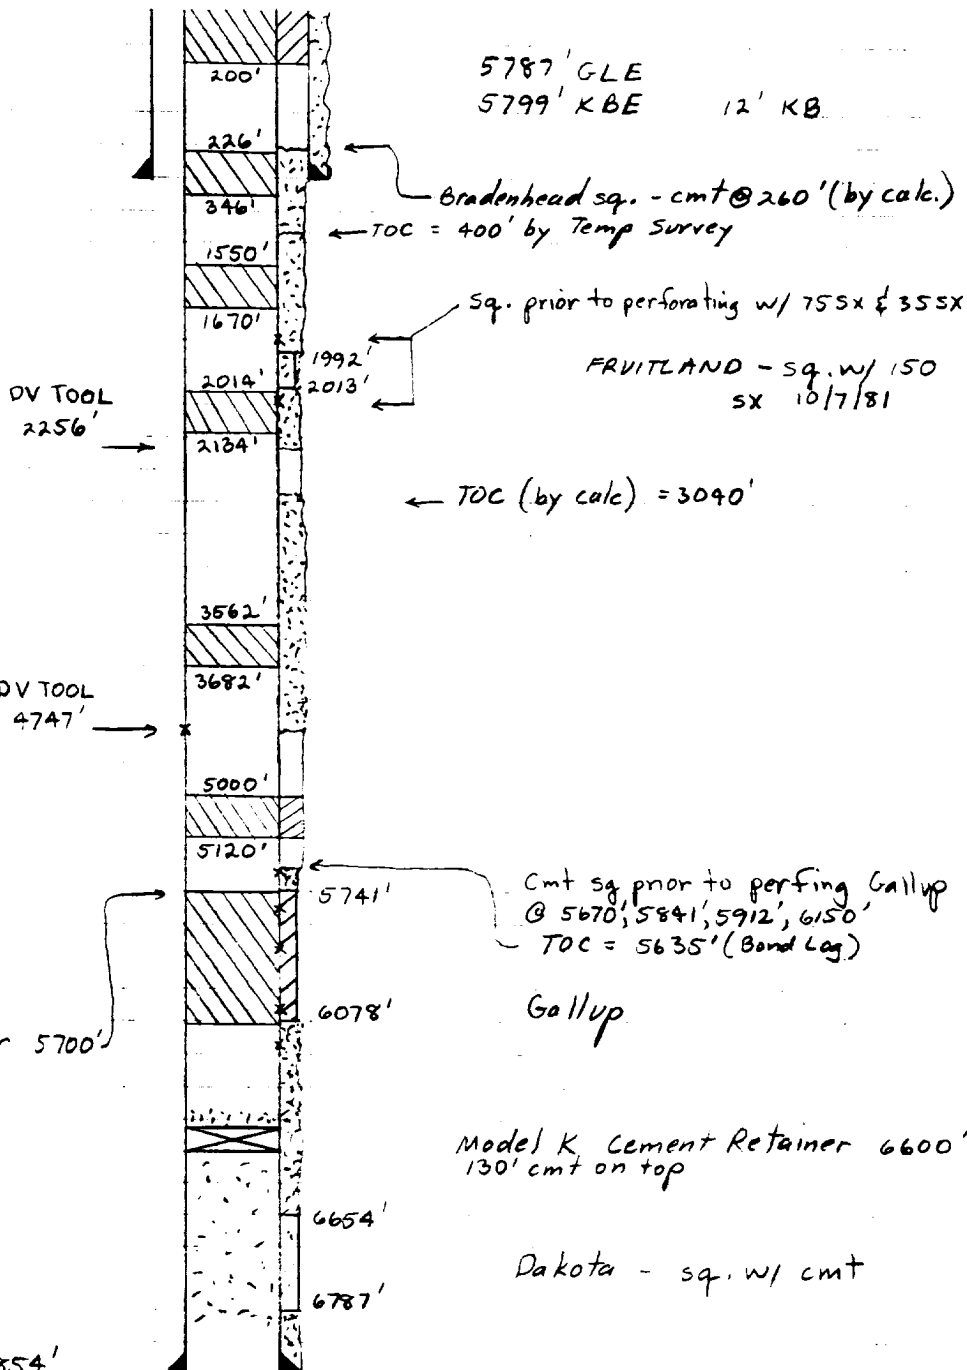 200'
5787' GLE
5799' KBE 12' KB
226'
Bradenhead sq. - cmt @ 260' (by calc.)
346'
TOC = 400' by Temp Survey
1550'
Sq. prior to perforating w/ 75 sx & 35 sx
1670'
1992'
FRUITLAND - sq. w/ 150
sx 10/7/81
2014'
2013'
DV TOOL
2256'
2134'
TOC (by calc) = 3040'
3562'
3682'
DV TOOL
4747'
5000'
5120'
5741'
Cmt sq prior to perfing Gallup
@ 5670', 5841', 5912', 6150'
TOC = 5635' (Bond Log)
6078'
Gallup
5700'
Model K Cement Retainer 6600'
130' cmt on top
6654'
Dakota - sq. w/ cmt
6787'
854'